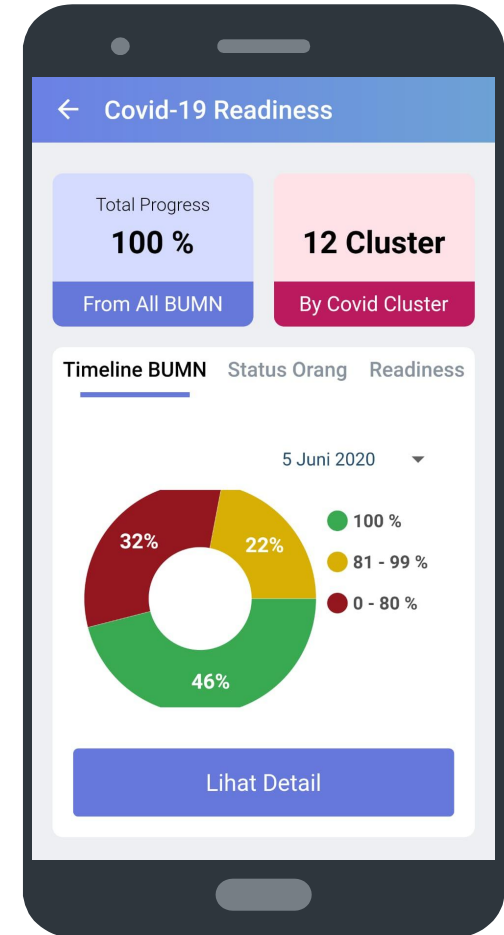 Covid-19 Readiness
Total Progress
100 %
From All BUMN
12 Cluster
By Covid Cluster
Timeline BUMN Status Orang Readiness
5 Juni 2020
32%
22%
46%
100 %
81 - 99 %
0 - 80 %
Lihat Detail